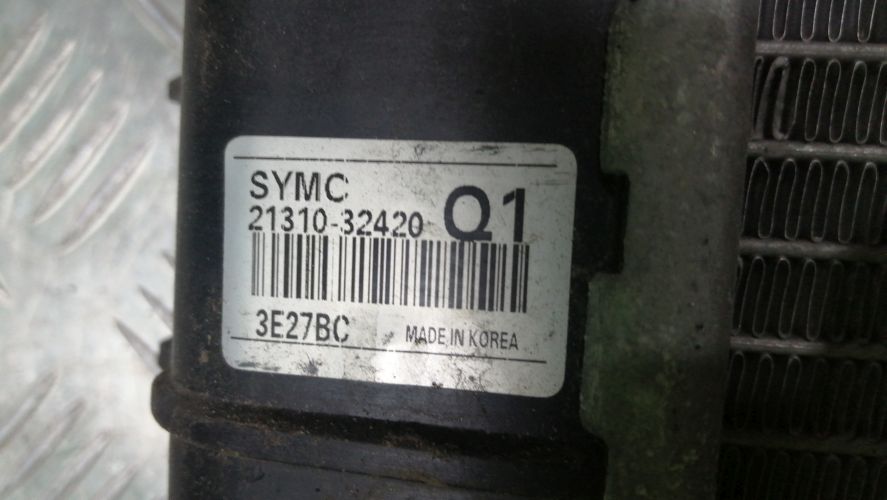 SYMC
21310-32420 Q1
3E27BC MADE IN KOREA